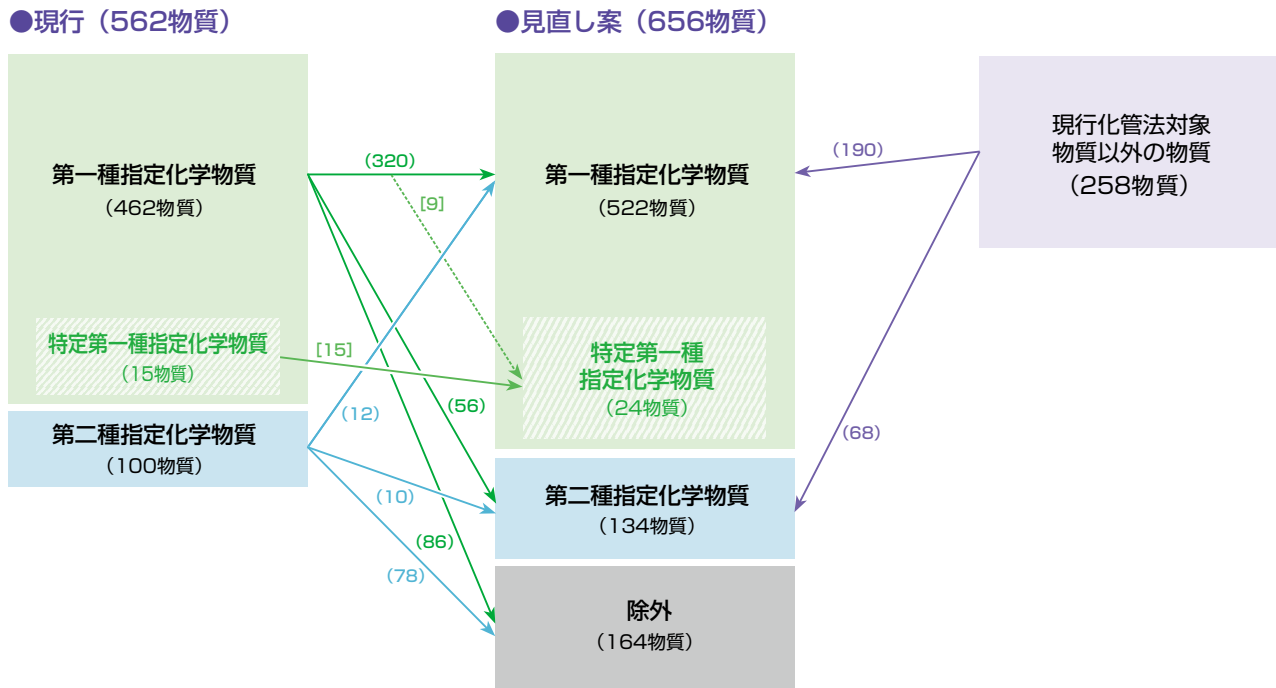 ●現行（562物質）
第一種指定化学物質
（462物質）
特定第一種指定化学物質
（15物質）
第二種指定化学物質
（100物質）
（320）
[9]
[15]
（12）
（56）
（10）
（86）
（78）
●見直し案（656物質）
第一種指定化学物質
（522物質）
特定第一種
指定化学物質
（24物質）
第二種指定化学物質
（134物質）
除外
（164物質）
（190）
（68）
現行化管法対象
物質以外の物質
（258物質）